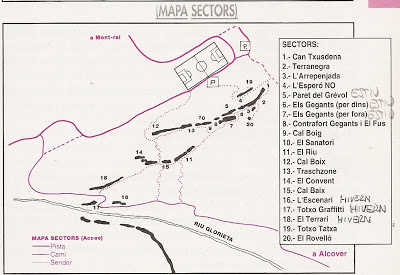 (MAPA SECTORS)
a Mont-ral
P.
P.
SECTORS:
1.- Can Txusdena
2.- Terranegra
3.- L'Arrepenjada
4.- L'Esperó NO
5.- Paret del Grévol ESTIU
6.- Els Gegants (per dins) ESTIU
7.- Els Gegants (per fora) ESTIU
8.- Contrafort Gegants i El Fus
9.- Cal Boig
10.- El Sanatori
11.- El Riu
12.- Cal Boix
13.- Traschzone
14.- El Convent
15.- Cal Baix
16.- L'Escenari HIVERN
17.- Totxo Graffitti HIVERN
18.- El Terrari HIVERN
19.- Totxo Tatxa
20.- El Rovelló
19
1
2
3
4
5
6
20
7
8
9
10
13
12
11
14
15
18
16
17
RIU GLORIETA
MAPA SECTORS (Acces)
Pista
Camí
Sender
a Alcover